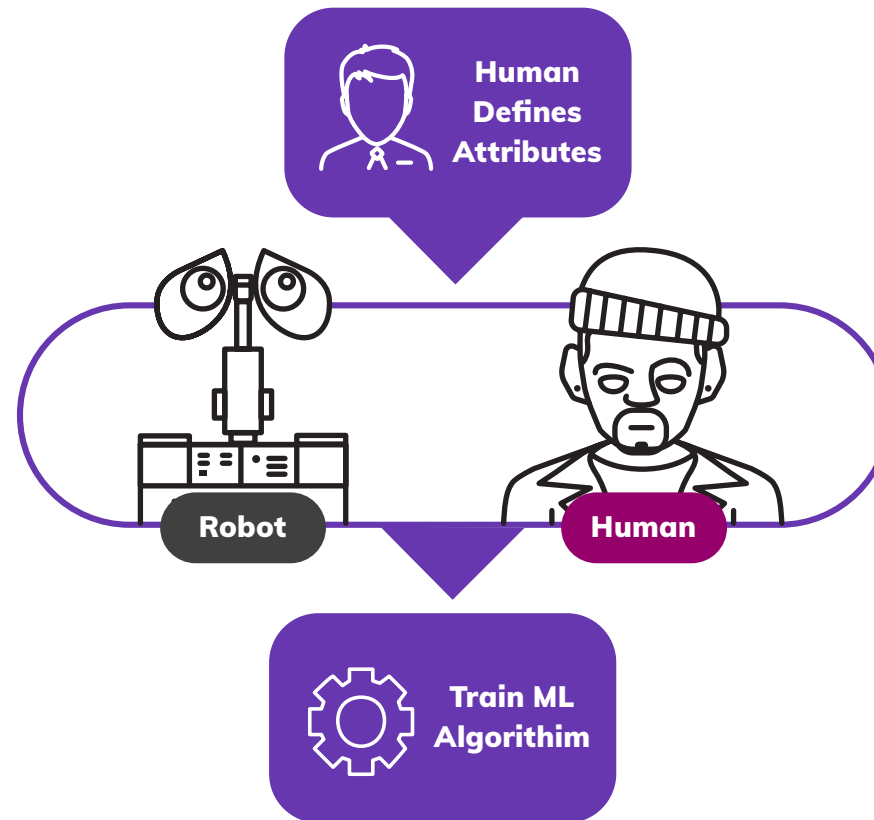 Human
Defines
Attributes
Robot
Human
Train ML
Algorithim